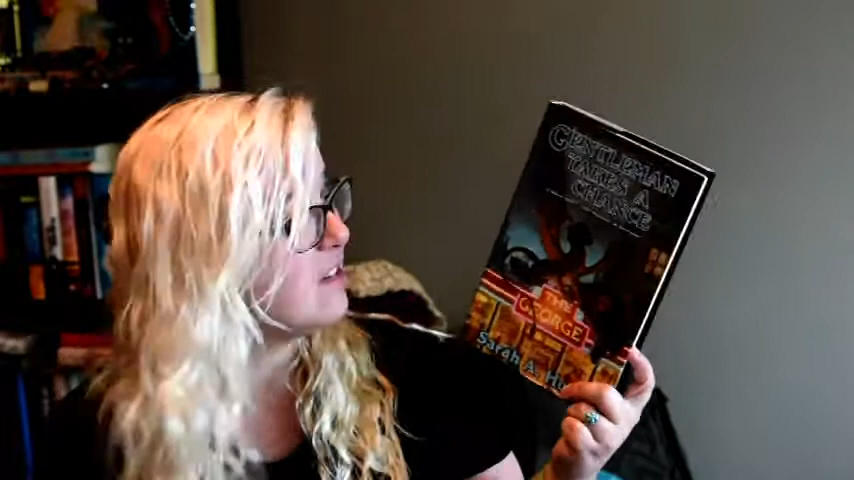 GENTLEMAN
TAKES A
CHANCE
THE
GEORGE
Sarah A.